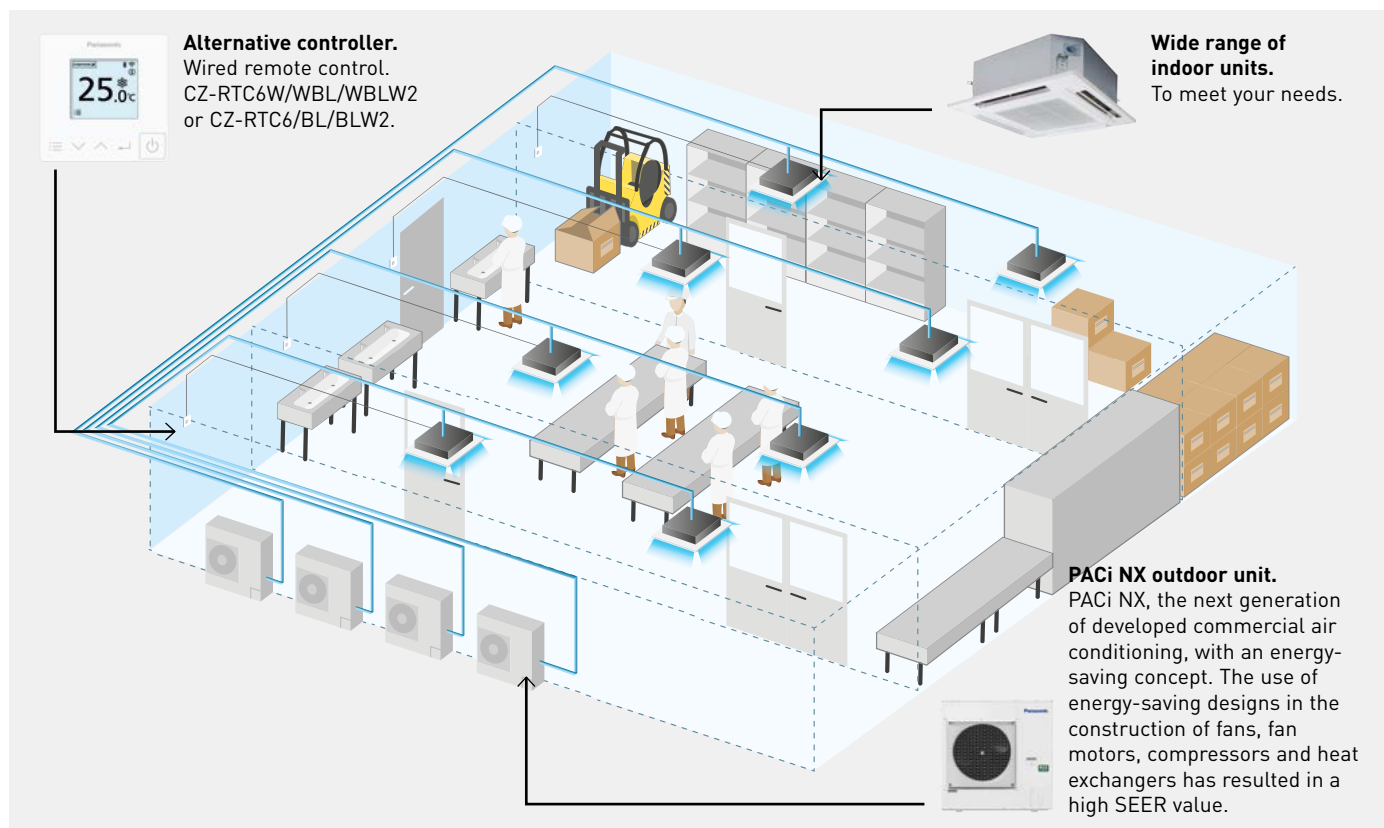 Panasonic
25.0°c
Alternative controller.
Wired remote control.
CZ-RTC6W/WBL/WBLW2
or CZ-RTC6/BL/BLW2.
Wide range of
indoor units.
To meet your needs.
PACi NX outdoor unit.
PACi NX, the next generation
of developed commercial air
conditioning, with an energy-
saving concept. The use of
energy-saving designs in the
construction of fans, fan
motors, compressors and heat
exchangers has resulted in a
high SEER value.
Panasonic